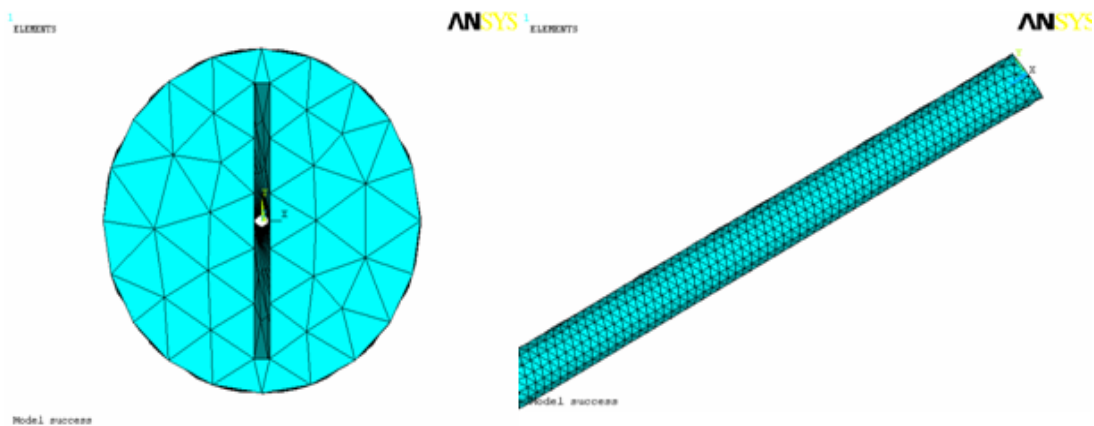 1
ELEMENTS
ANSYS
X
Model success
1
ELEMENTS
ANSYS
Y
X
Model success